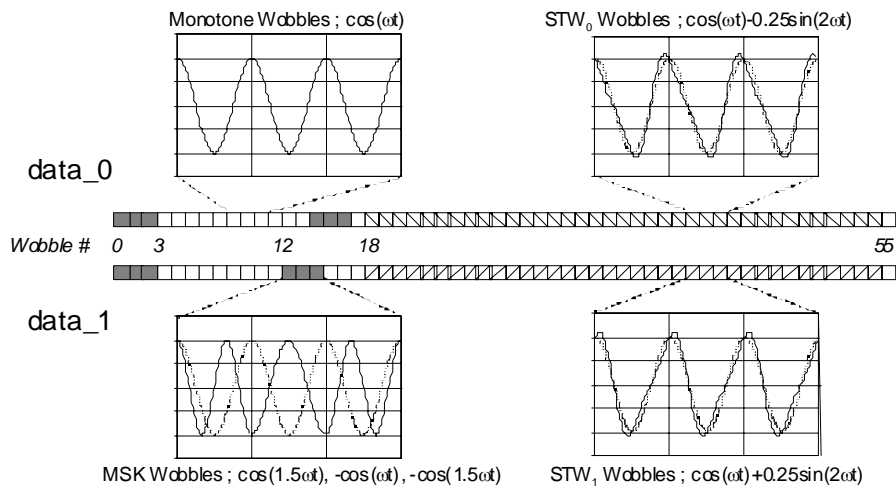 Monotone Wobbles ; cos(ωt)
STW0 Wobbles ; cos(ωt)-0.25sin(2ωt)
data_0
Wobble # 0 3 12 18 55
data_1
MSK Wobbles ; cos(1.5ωt), -cos(ωt), -cos(1.5ωt)
STW1 Wobbles ; cos(ωt)+0.25sin(2ωt)